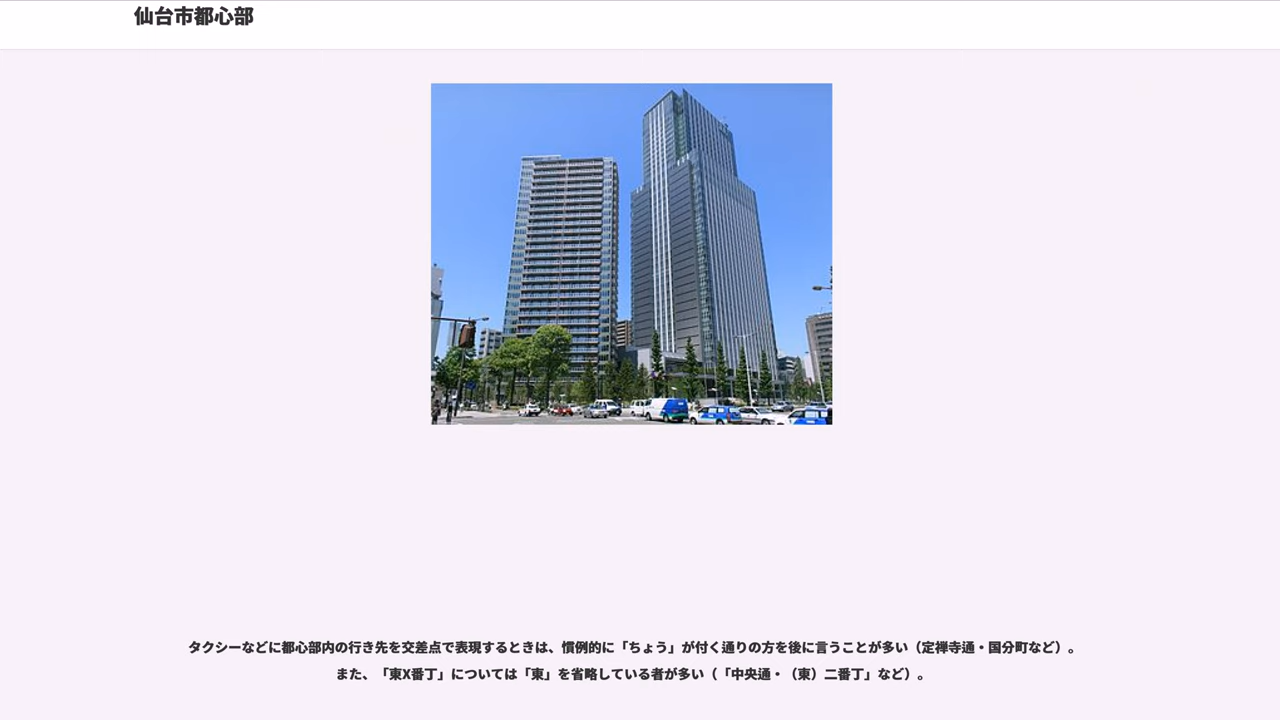 仙台市都心部
タクシーなどに都心部内の行き先を交差点で表現するときは、慣例的に「ちょう」が付く通りの方を後に言うことが多い（定禅寺通・国分町など）。
また、「東X番丁」については「東」を省略している者が多い（「中央通・（東）二番丁」など）。